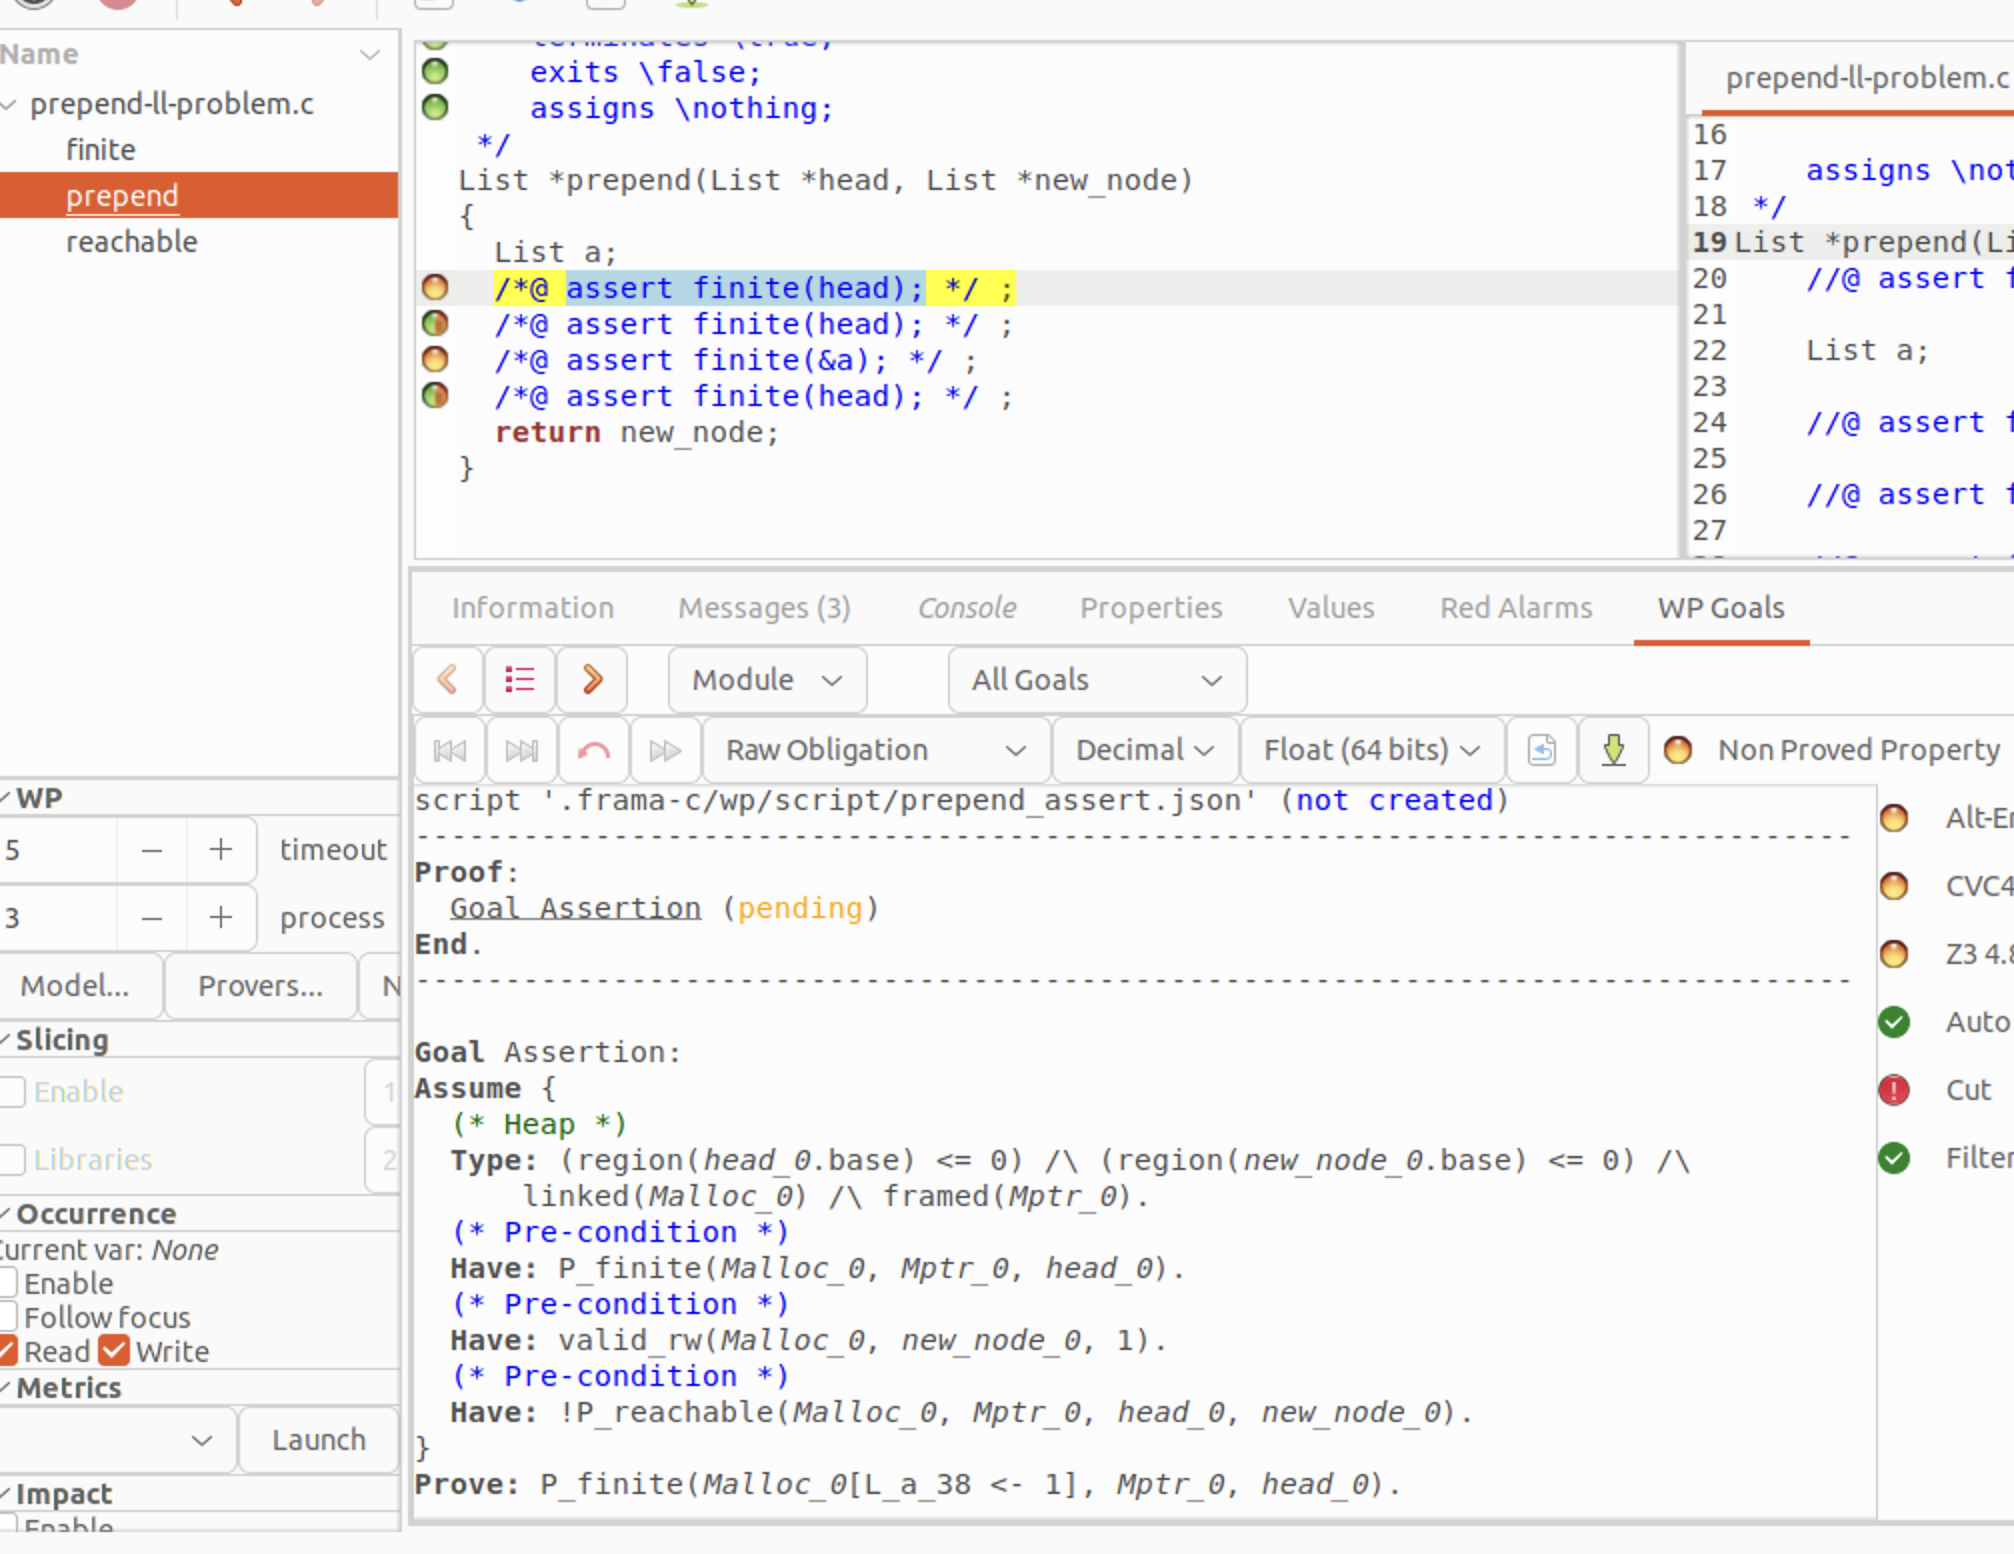 Name
prepend-ll-problem.c
finite
prepend
reachable
exits \false;
assigns \nothing;
*/
List *prepend(List *head, List *new_node)
{
List a;
/*@ assert finite(head); */ ;
/*@ assert finite(head); */ ;
/*@ assert finite(&a); */ ;
/*@ assert finite(head); */ ;
return new_node;
}
prepend-ll-problem.c
16
17 assigns \not
18 */
19 List *prepend(Li
20 //@ assert f
21
22 List a;
23
24 //@ assert f
25
26 //@ assert f
27
Information Messages (3) Console Properties Values Red Alarms WP Goals
Module All Goals
Raw Obligation Decimal Float (64 bits) Non Proved Property
WP
5 timeout
3 process
Model... Provers... N
Slicing
Enable 1
Libraries 2
Occurrence
Current var: None
Enable
Follow focus
Read Write
Metrics
Launch
Impact
Enable
script '.frama-c/wp/script/prepend_assert.json' (not created)
--------------------------------------------------------------------------------
Proof:
Goal Assertion (pending)
End.
--------------------------------------------------------------------------------
Goal Assertion:
Assume {
(* Heap *)
Type: (region(head_0.base) <= 0) /\ (region(new_node_0.base) <= 0) /\
linked(Malloc_0) /\ framed(Mptr_0).
(* Pre-condition *)
Have: P_finite(Malloc_0, Mptr_0, head_0).
(* Pre-condition *)
Have: valid_rw(Malloc_0, new_node_0, 1).
(* Pre-condition *)
Have: !P_reachable(Malloc_0, Mptr_0, head_0, new_node_0).
}
Prove: P_finite(Malloc_0[L_a_38 <- 1], Mptr_0, head_0).
Alt-Er
CVC4
Z3 4.8
Auto
Cut
Filter